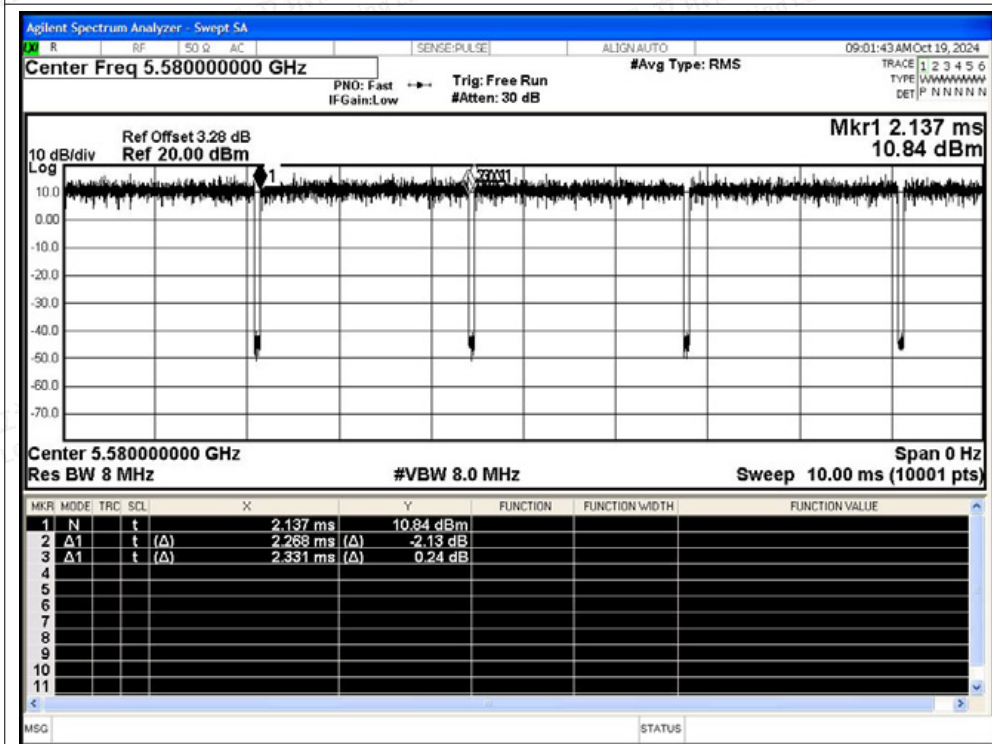 Agilent Spectrum Analyzer - Swept SA
LXI R RF 50 Ω AC SENSE:PULSE ALIGN AUTO 09:01:43 AM Oct 19, 2024
Center Freq 5.580000000 GHz #Avg Type: RMS TRACE 1 2 3 4 5 6
PNO: Fast Trig: Free Run TYPE WWWWWW
IFGain:Low #Atten: 30 dB DET P N N N N N
Mkr1 2.137 ms
Ref Offset 3.28 dB
10 dB/div Ref 20.00 dBm 10.84 dBm
Log
1
10.0
0.00
-10.0
-20.0
-30.0
-40.0
-50.0
-60.0
-70.0
Center 5.580000000 GHz Span 0 Hz
Res BW 8 MHz #VBW 8.0 MHz Sweep 10.00 ms (10001 pts)
MKR MODE TRC SCL X Y FUNCTION FUNCTION WIDTH FUNCTION VALUE
1 N t 2.137 ms 10.84 dBm
2 Δ1 t (Δ) 2.268 ms (Δ) -2.13 dB
3 Δ1 t (Δ) 2.331 ms (Δ) 0.24 dB
4
5
6
7
8
9
10
11
MSG STATUS